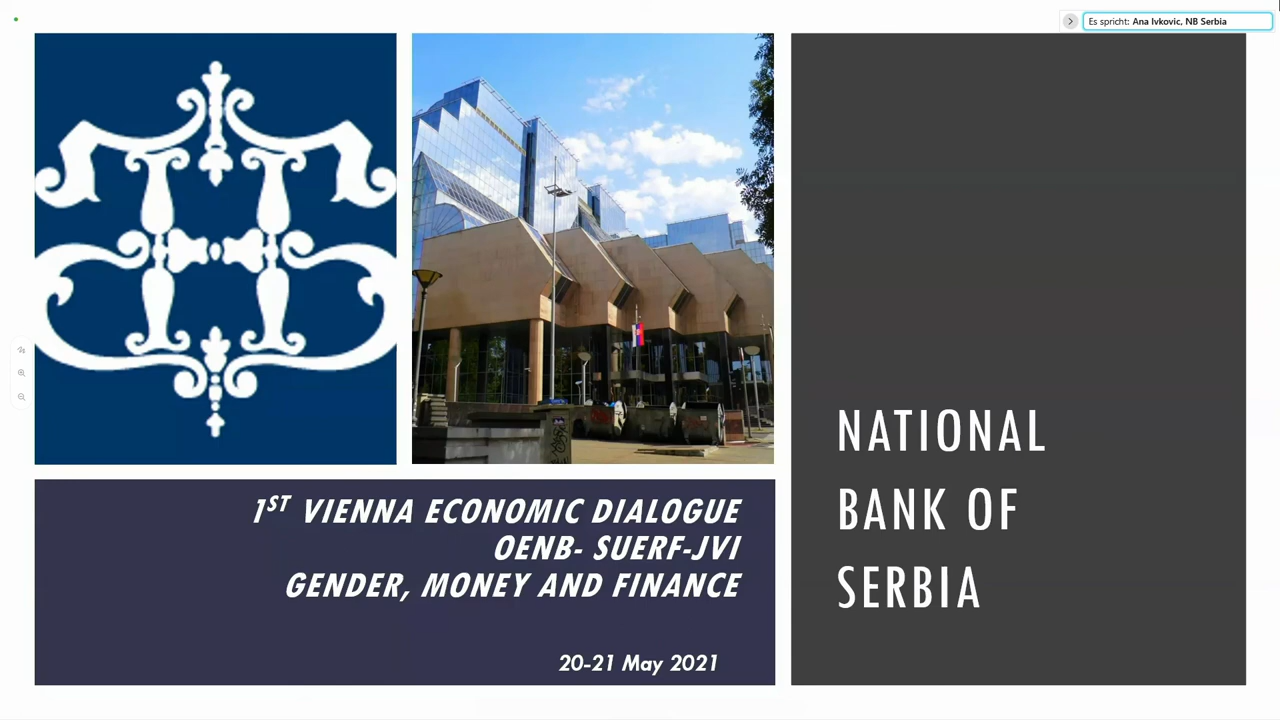 Es spricht: Ana Ivkovic, NB Serbia
1ST VIENNA ECONOMIC DIALOGUE
OENB- SUERF-JVI
GENDER, MONEY AND FINANCE
20-21 May 2021
NATIONAL
BANK OF
SERBIA